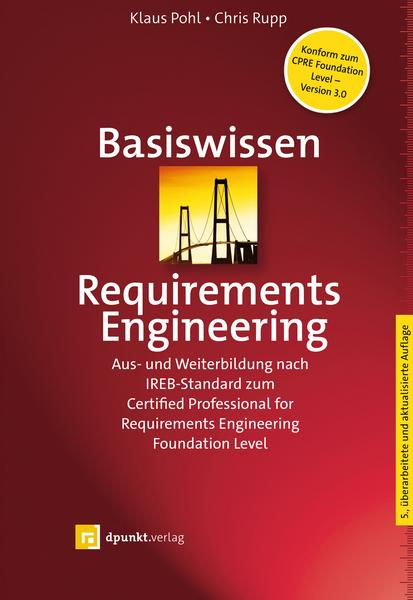 Klaus Pohl • Chris Rupp
Konform zum
CPRE Foundation
Level –
Version 3.0
Basiswissen
Requirements
Engineering
Aus- und Weiterbildung nach
IREB-Standard zum
Certified Professional for
Requirements Engineering
Foundation Level
5., überarbeitete und aktualisierte Auflage
dpunkt.verlag